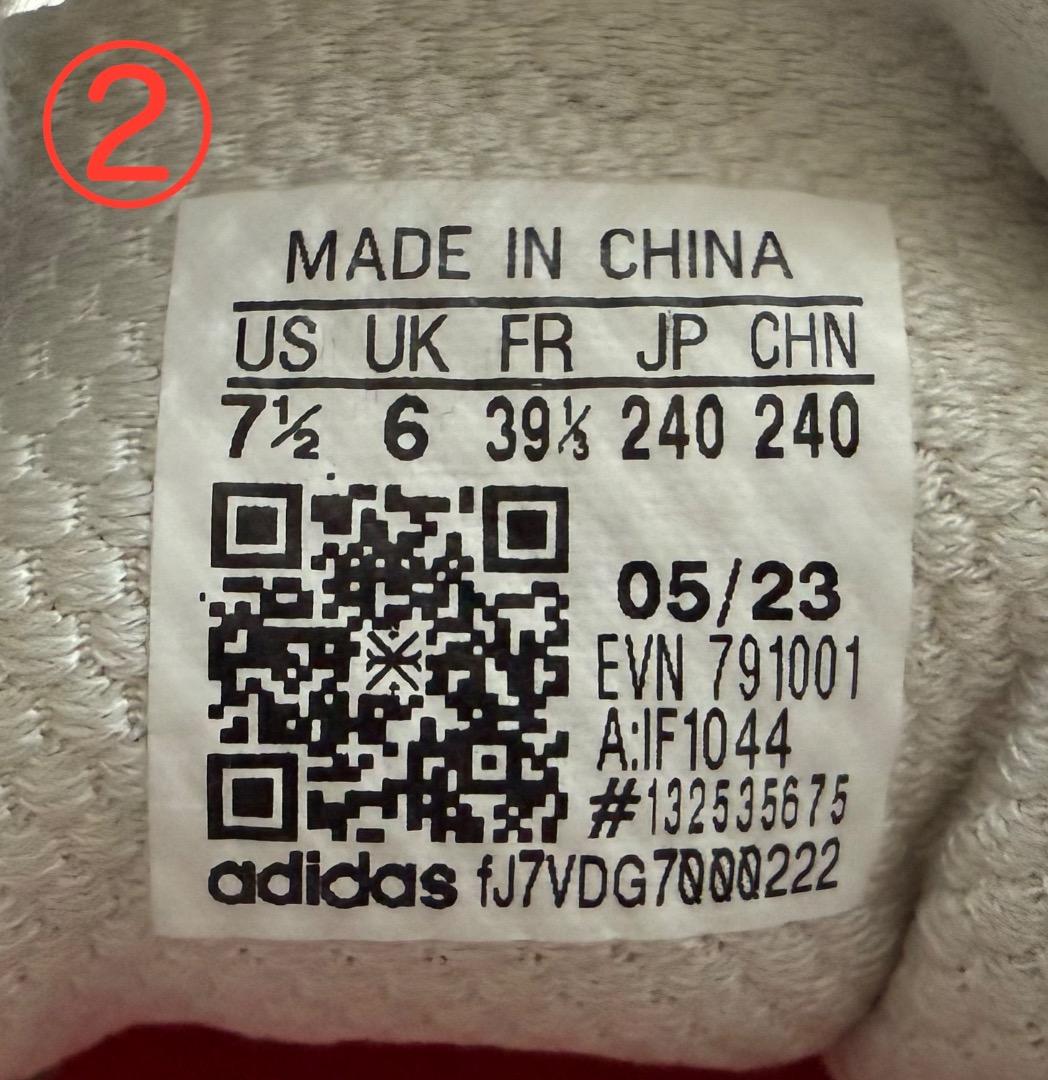 ②
MADE IN CHINA
US UK FR JP CHN
7½ 6 39⅓ 240 240
05/23
EVN 791001
A:IF1044
#132535675
adidas fJ7VDG7000222